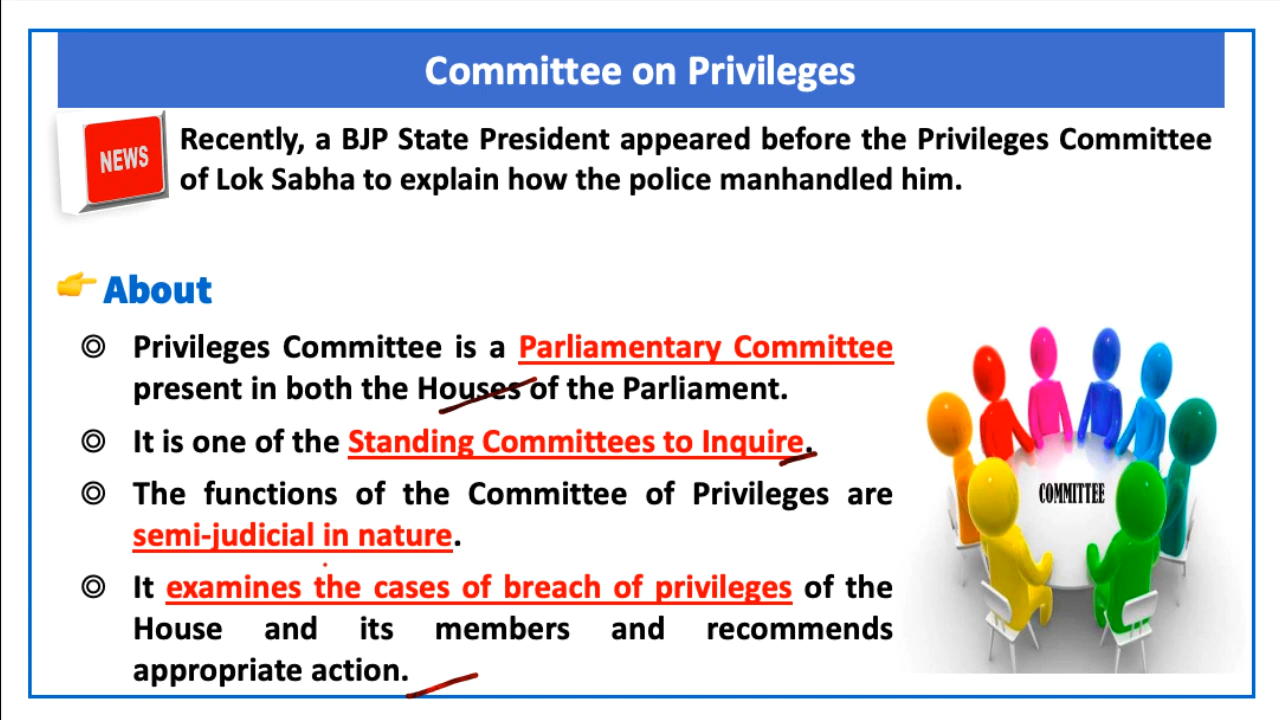 Committee on Privileges
NEWS
Recently, a BJP State President appeared before the Privileges Committee
of Lok Sabha to explain how the police manhandled him.
About
Privileges Committee is a Parliamentary Committee
present in both the Houses of the Parliament.
It is one of the Standing Committees to Inquire.
The functions of the Committee of Privileges are
semi-judicial in nature.
It examines the cases of breach of privileges of the
House and its members and recommends
appropriate action.
COMMITTEE